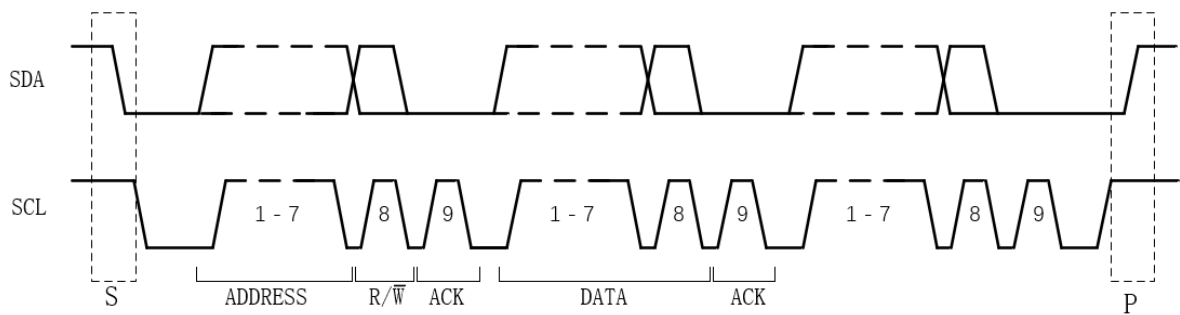 SDA
SCL
1-7 8 9 1-7 8 9 1-7 8 9
S ADDRESS R/W̅ ACK DATA ACK P